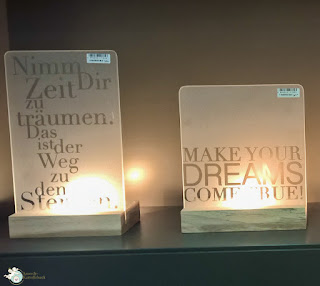 Nimm
Zeit Dir
zu
träumen.
Das
ist der
Weg
zu
den
Sternen.
MAKE YOUR
DREAMS
COME TRUE!